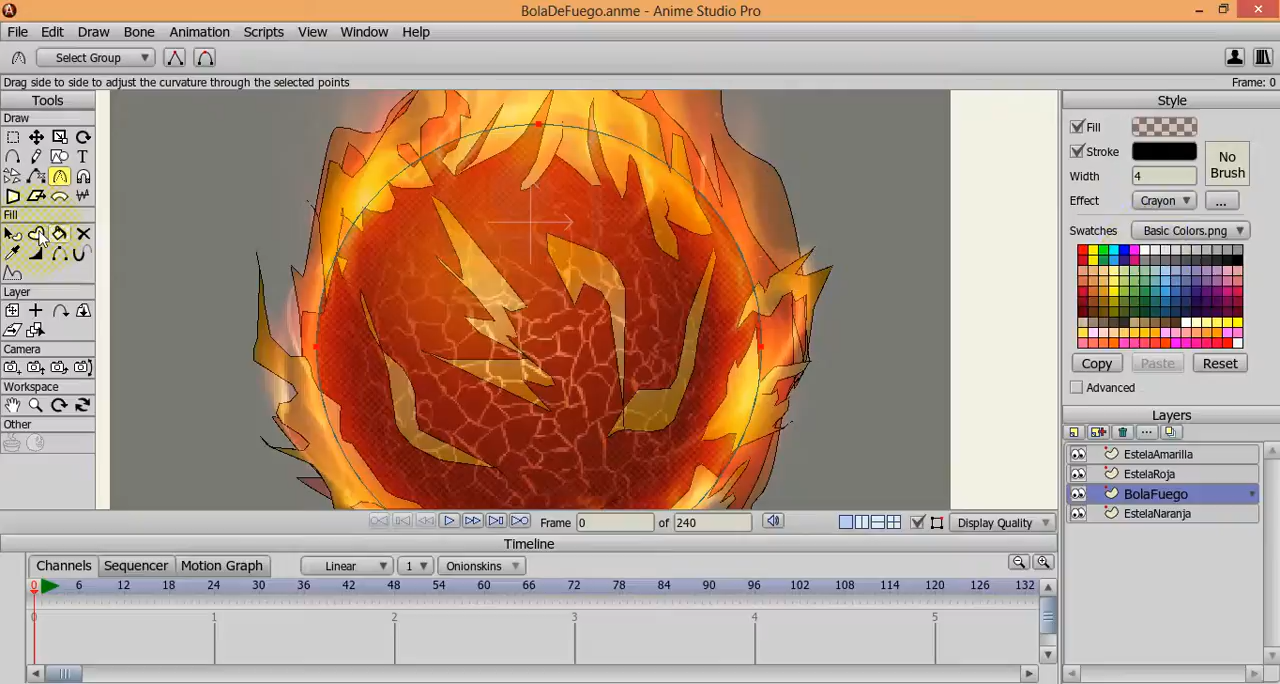 BolaDeFuego.anme - Anime Studio Pro
File Edit Draw Bone Animation Scripts View Window Help
Select Group
Drag side to side to adjust the curvature through the selected points
Frame: 0
Tools
Draw
T
Fill
Layer
Camera
Workspace
Other
Style
Fill
Stroke
No Brush
Width 4
Effect Crayon ...
Swatches Basic Colors.png
Copy Paste Reset
Advanced
Layers
EstelaAmarilla
EstelaRoja
BolaFuego
EstelaNaranja
Frame 0 of 240 Display Quality
Timeline
Channels Sequencer Motion Graph Linear 1 Onionskins
0 6 12 18 24 30 36 42 48 54 60 66 72 78 84 90 96 102 108 114 120 126 132
0 1 2 3 4 5